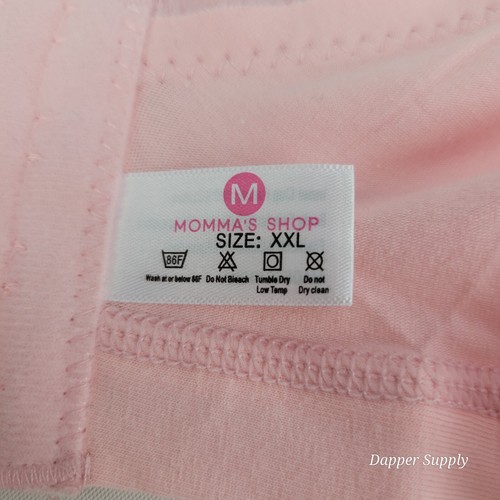 M
MOMMA'S SHOP
SIZE: XXL
86F
Wash at or below 86F Do Not Bleach Tumble Dry Low Temp Do not Dry clean
Dapper Supply